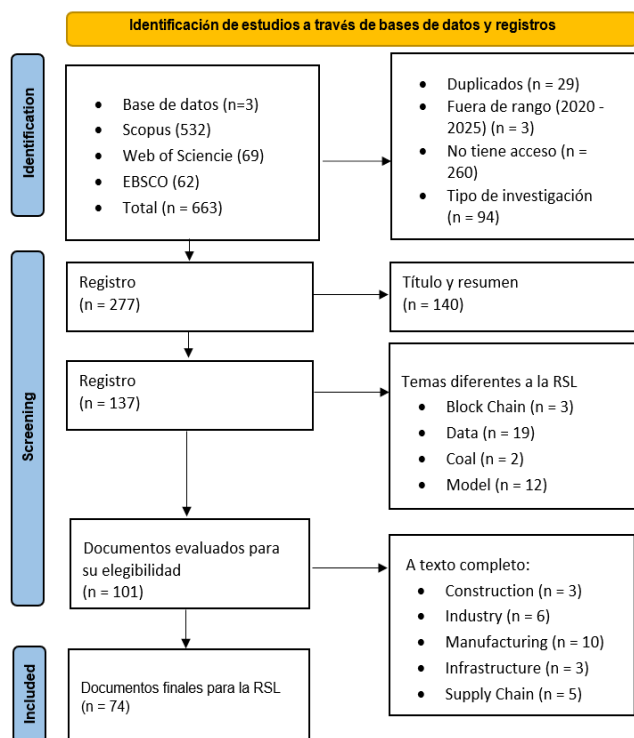 Identificación de estudios a través de bases de datos y registros
Identification
• Base de datos (n=3)
• Scopus (532)
• Web of Sciencie (69)
• EBSCO (62)
• Total (n = 663)
• Duplicados (n = 29)
• Fuera de rango (2020 -
2025) (n = 3)
• No tiene acceso (n =
260)
• Tipo de investigación
(n = 94)
Screening
Registro
(n = 277)
Título y resumen
(n = 140)
Registro
(n = 137)
Temas diferentes a la RSL
• Block Chain (n = 3)
• Data (n = 19)
• Coal (n = 2)
• Model (n = 12)
Documentos evaluados para
su elegibilidad
(n = 101)
A texto completo:
• Construction (n = 3)
• Industry (n = 6)
• Manufacturing (n = 10)
• Infrastructure (n = 3)
• Supply Chain (n = 5)
Included
Documentos finales para la RSL
(n = 74)